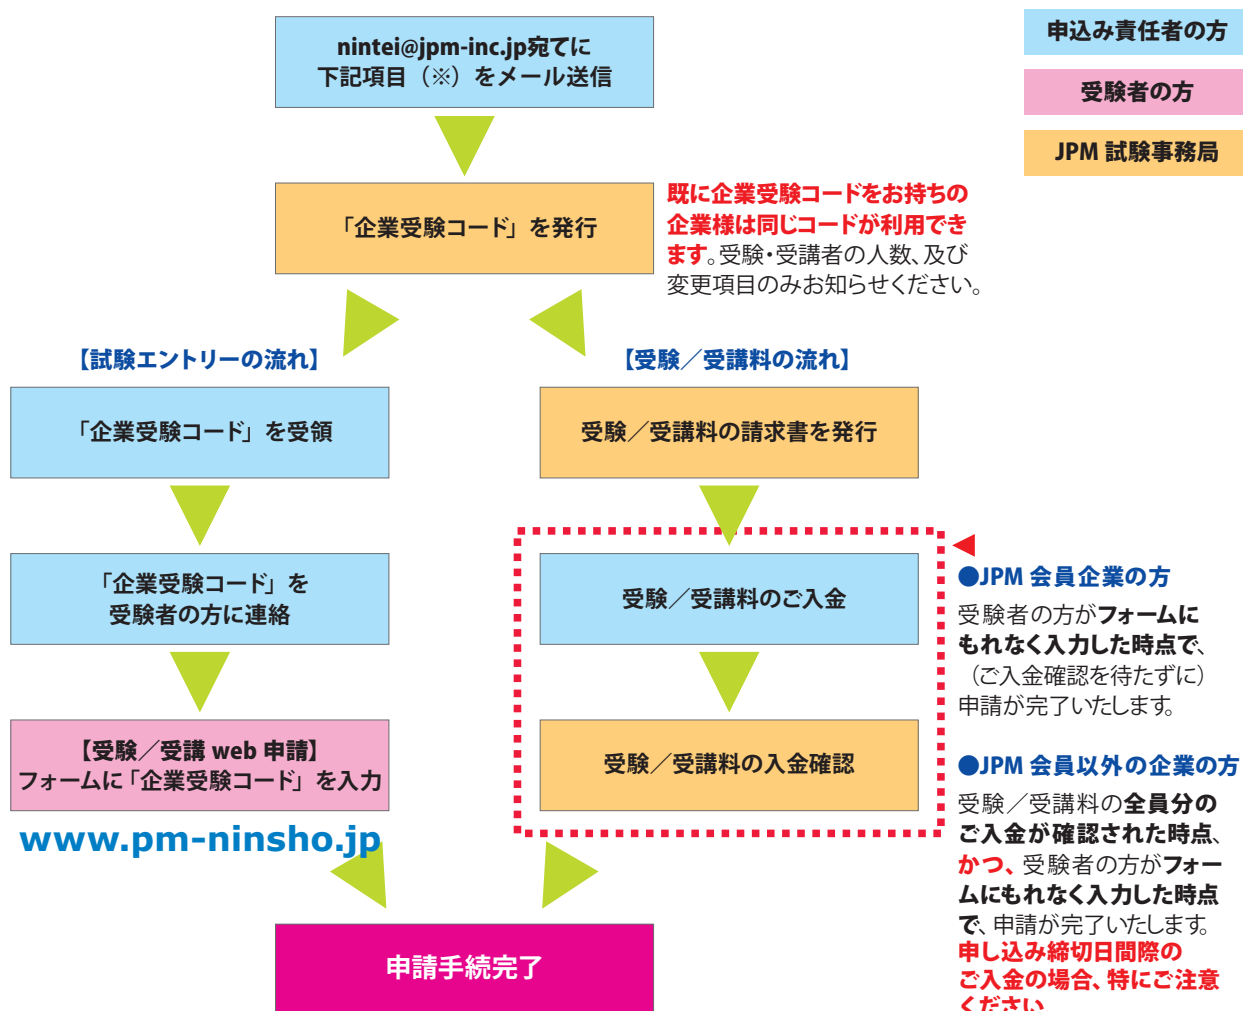 nintei@jpm-inc.jp宛てに
下記項目（※）をメール送信
申込み責任者の方
受験者の方
JPM 試験事務局
「企業受験コード」を発行
既に企業受験コードをお持ちの
企業様は同じコードが利用でき
ます。受験・受講者の人数、及び
変更項目のみお知らせください。
【試験エントリーの流れ】
「企業受験コード」を受領
「企業受験コード」を
受験者の方に連絡
【受験／受講 web 申請】
フォームに「企業受験コード」を入力
www.pm-ninsho.jp
【受験／受講料の流れ】
受験／受講料の請求書を発行
受験／受講料のご入金
受験／受講料の入金確認
●JPM 会員企業の方
受験者の方がフォームに
もれなく入力した時点で、
（ご入金確認を待たずに）
申請が完了いたします。
●JPM 会員以外の企業の方
受験／受講料の全員分の
ご入金が確認された時点、
かつ、受験者の方がフォー
ムにもれなく入力した時点
で、申請が完了いたします。
申し込み締切日間際の
ご入金の場合、特にご注意
ください
申請手続完了